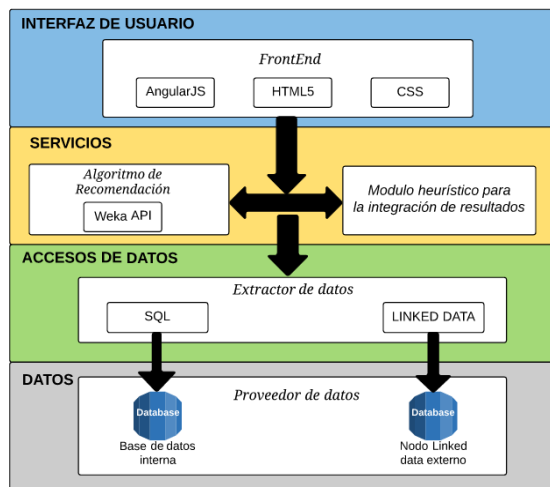 INTERFAZ DE USUARIO
FrontEnd
AngularJS
HTML5
CSS
SERVICIOS
Algoritmo de
Recomendación
Weka API
Modulo heurístico para
la integración de resultados
ACCESOS DE DATOS
Extractor de datos
SQL
LINKED DATA
DATOS
Proveedor de datos
Database
Base de datos
interna
Database
Nodo Linked
data externo